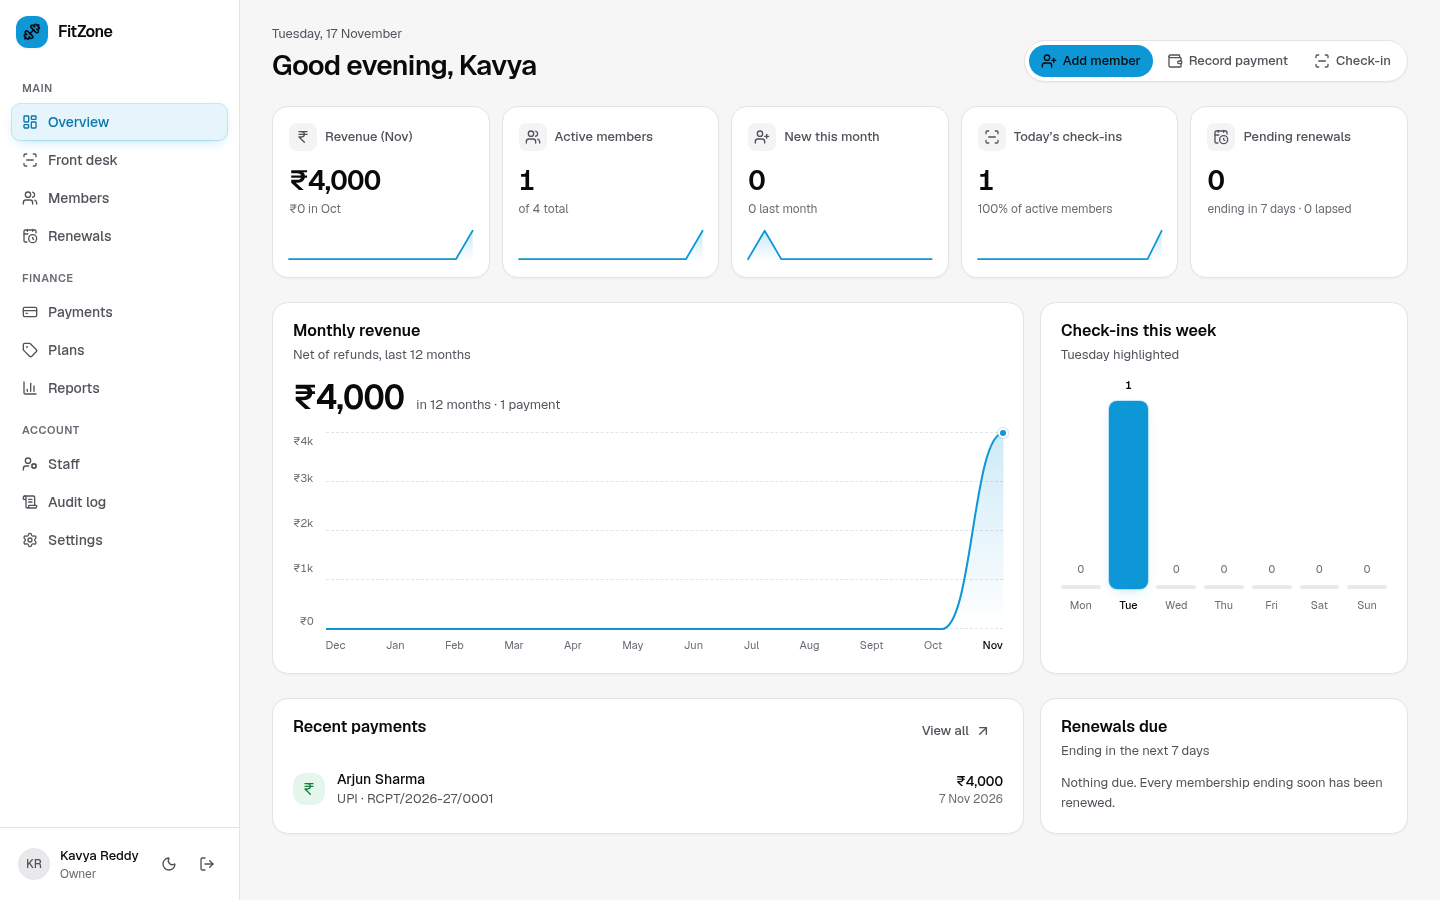 FitZone
MAIN
Overview
Front desk
Members
Renewals
FINANCE
Payments
Plans
Reports
ACCOUNT
Staff
Audit log
Settings
KR
Kavya Reddy
Owner
Tuesday, 17 November
Good evening, Kavya
Add member
Record payment
Check-in
₹ Revenue (Nov)
₹4,000
₹0 in Oct
Active members
1
of 4 total
New this month
0
0 last month
Today's check-ins
1
100% of active members
Pending renewals
0
ending in 7 days · 0 lapsed
Monthly revenue
Net of refunds, last 12 months
₹4,000 in 12 months · 1 payment
₹4k
₹3k
₹2k
₹1k
₹0
Dec Jan Feb Mar Apr May Jun Jul Aug Sept Oct Nov
Check-ins this week
Tuesday highlighted
1
0 0 0 0 0 0
Mon Tue Wed Thu Fri Sat Sun
Recent payments
View all
₹
Arjun Sharma
UPI · RCPT/2026-27/0001
₹4,000
7 Nov 2026
Renewals due
Ending in the next 7 days
Nothing due. Every membership ending soon has been
renewed.